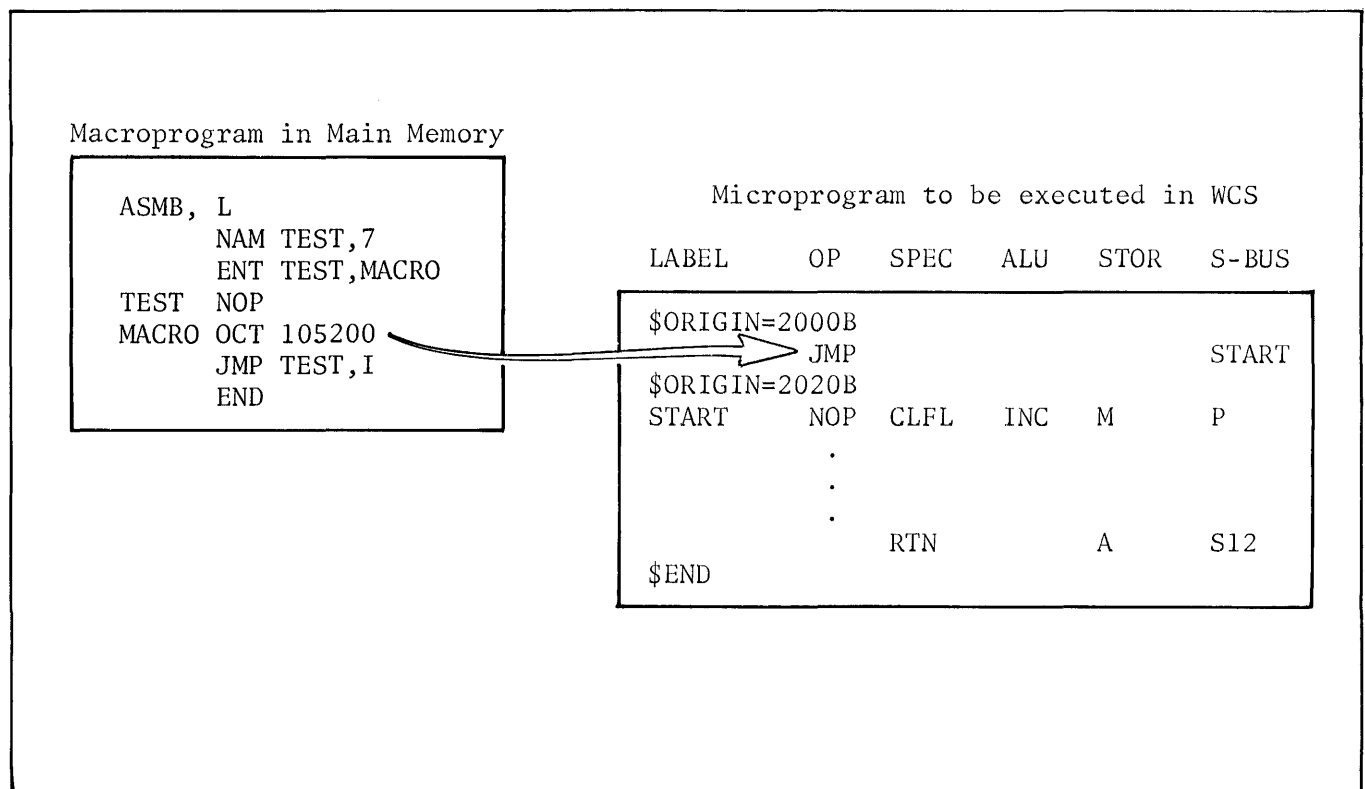 Macroprogram in Main Memory
ASMB, L
NAM TEST,7
ENT TEST,MACRO
TEST NOP
MACRO OCT 105200
JMP TEST,I
END
Microprogram to be executed in WCS
LABEL OP SPEC ALU STOR S-BUS
$ORIGIN=2000B
JMP START
$ORIGIN=2020B
START NOP CLFL INC M P
.
.
.
RTN A S12
$END